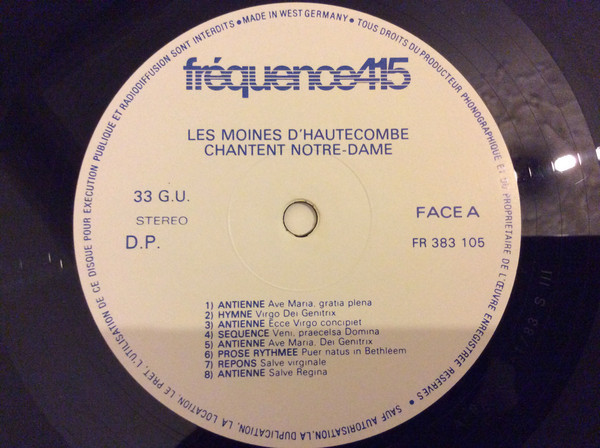 fréquence415
LES MOINES D'HAUTECOMBE
CHANTENT NOTRE-DAME
33 G.U.
STEREO
D.P.
FACE A
FR 383 105
1) ANTIENNE Ave Maria, gratia plena
2) HYMNE Virgo Dei Genitrix
3) ANTIENNE Ecce Virgo concipiet
4) SEQUENCE Veni, praecelsa Domina
5) ANTIENNE Ave Maria, Dei Genitrix
6) PROSE RYTHMEE Puer natus in Bethleem
7) REPONS Salve virginale
8) ANTIENNE Salve Regina
• MADE IN WEST GERMANY • TOUS DROITS DU PRODUCTEUR PHONOGRAPHIQUE ET DU PROPRIETAIRE DE L'ŒUVRE ENREGISTREE RESERVES • SAUF AUTORISATION, LA DUPLICATION, LA LOCATION, LE PRET, L'UTILISATION DE CE DISQUE POUR EXECUTION PUBLIQUE ET RADIODIFFUSION SONT INTERDITS